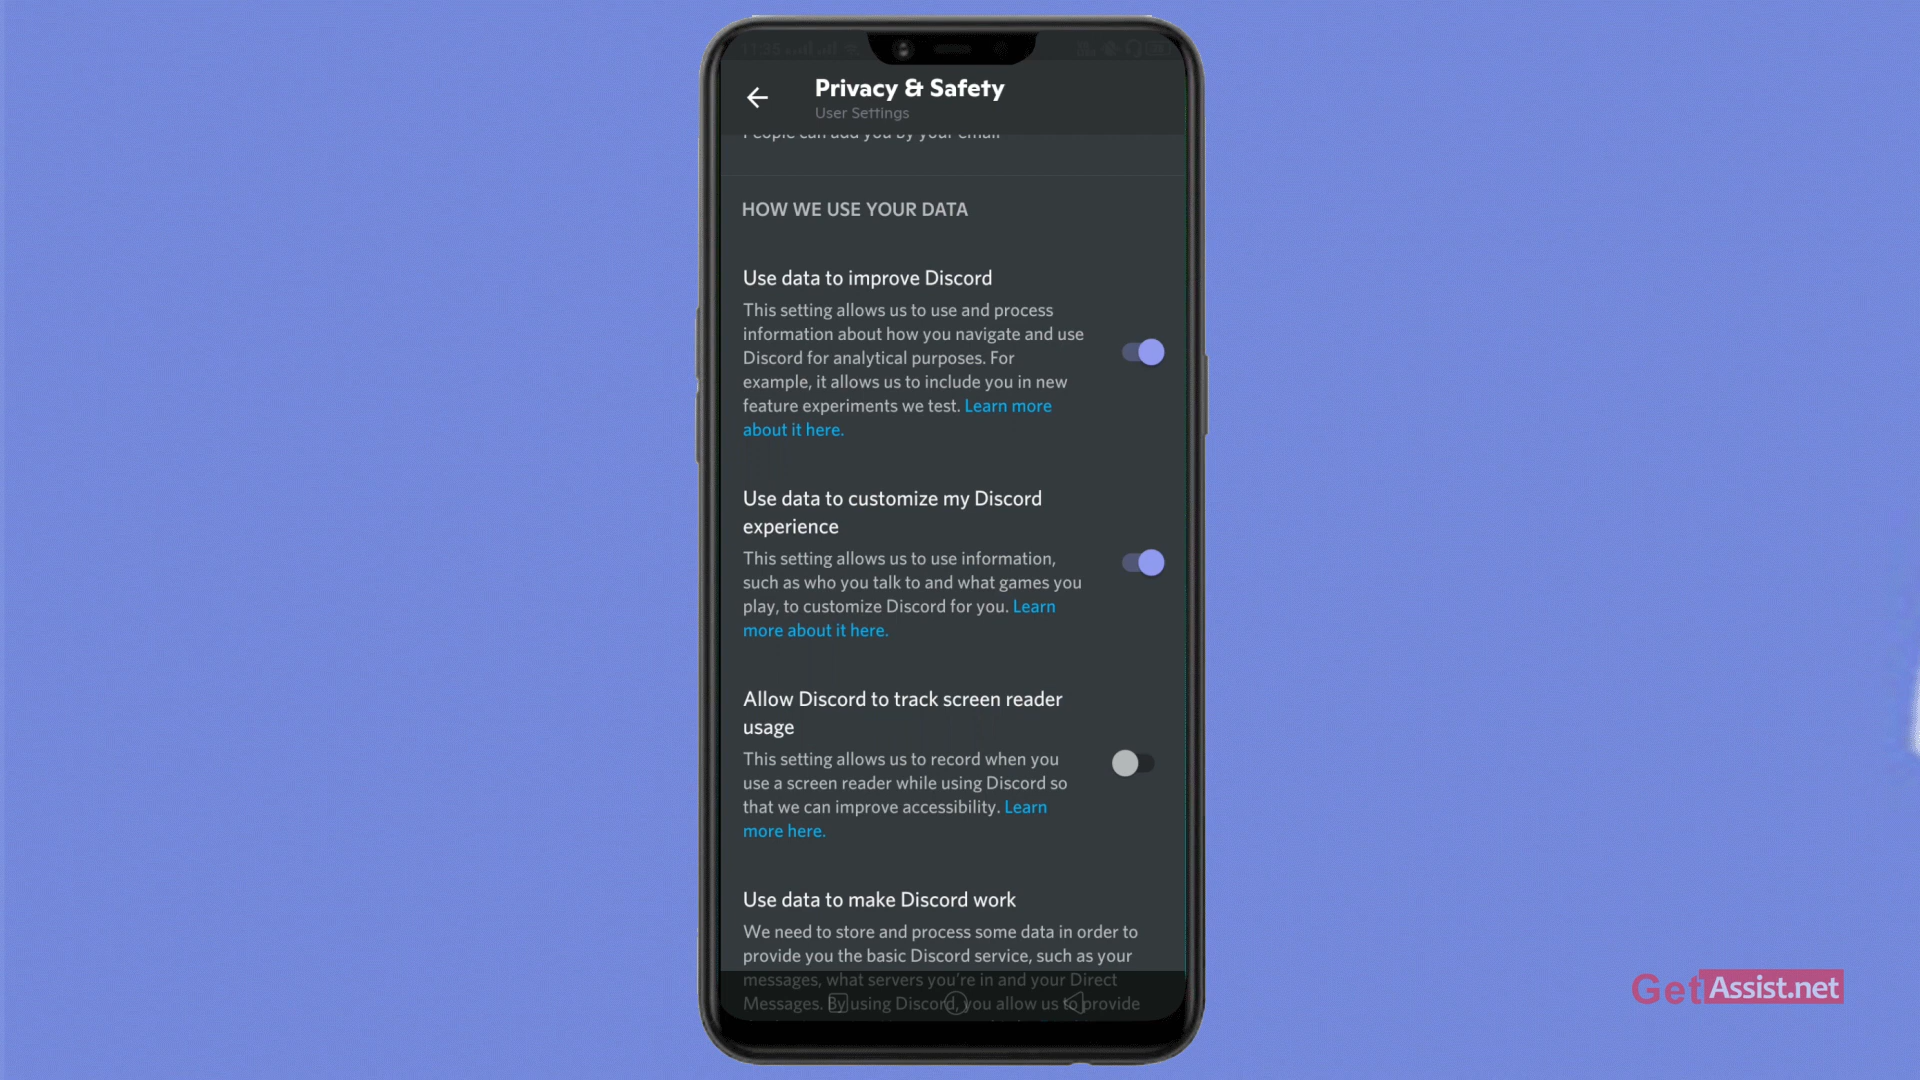 11:35
Privacy & Safety
User Settings
People can add you by your email
HOW WE USE YOUR DATA
Use data to improve Discord
This setting allows us to use and process
information about how you navigate and use
Discord for analytical purposes. For
example, it allows us to include you in new
feature experiments we test. Learn more
about it here.
Use data to customize my Discord
experience
This setting allows us to use information,
such as who you talk to and what games you
play, to customize Discord for you. Learn
more about it here.
Allow Discord to track screen reader
usage
This setting allows us to record when you
use a screen reader while using Discord so
that we can improve accessibility. Learn
more here.
Use data to make Discord work
We need to store and process some data in order to
provide you the basic Discord service, such as your
messages, what servers you're in and your Direct
Messages. By using Discord, you allow us to provide
GetAssist.net